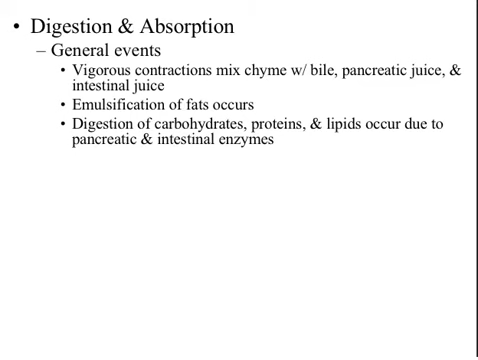 • Digestion & Absorption
– General events
• Vigorous contractions mix chyme w/ bile, pancreatic juice, &
intestinal juice
• Emulsification of fats occurs
• Digestion of carbohydrates, proteins, & lipids occur due to
pancreatic & intestinal enzymes